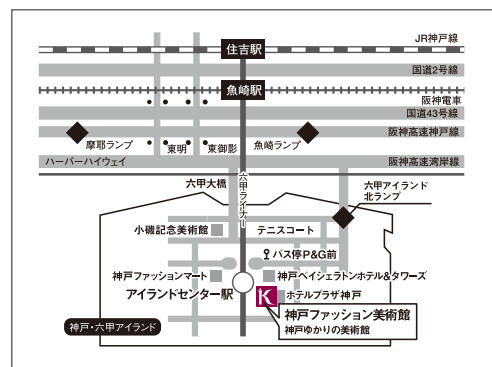 JR神戸線
住吉駅
国道2号線
魚崎駅
阪神電車
国道43号線
阪神高速神戸線
摩耶ランプ
東明
東御影
魚崎ランプ
ハーバーハイウェイ
阪神高速湾岸線
六甲大橋
六甲ライナー
六甲アイランド
北ランプ
小磯記念美術館
テニスコート
バス停P&G前
神戸ファッションマート
神戸ベイシェラトンホテル&タワーズ
アイランドセンター駅
K
ホテルプラザ神戸
神戸ファッション美術館
神戸ゆかりの美術館
神戸・六甲アイランド